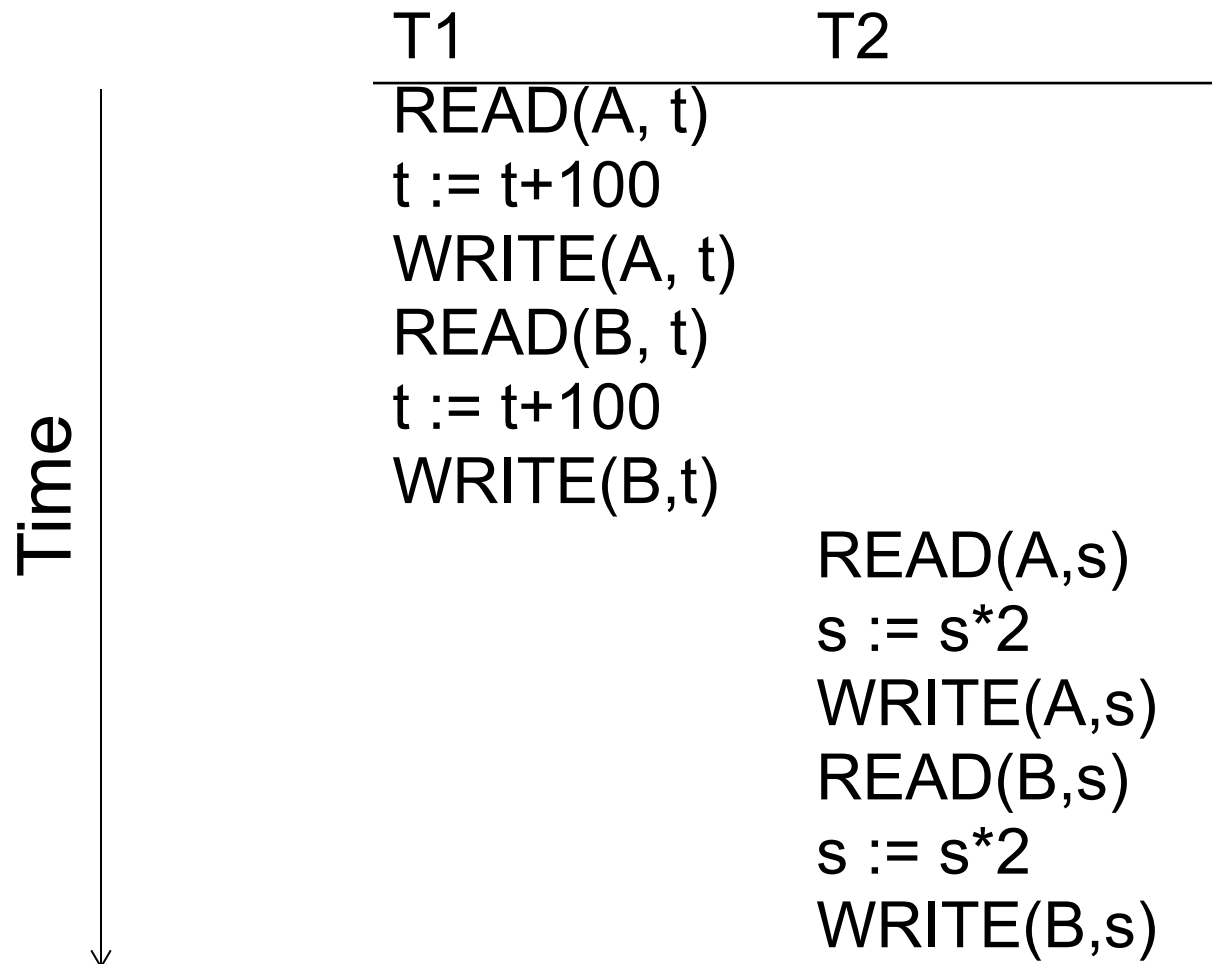 T1 T2
READ(A, t)
t := t+100
WRITE(A, t)
READ(B, t)
t := t+100
WRITE(B,t)
READ(A,s)
s := s*2
WRITE(A,s)
READ(B,s)
s := s*2
WRITE(B,s)
Time